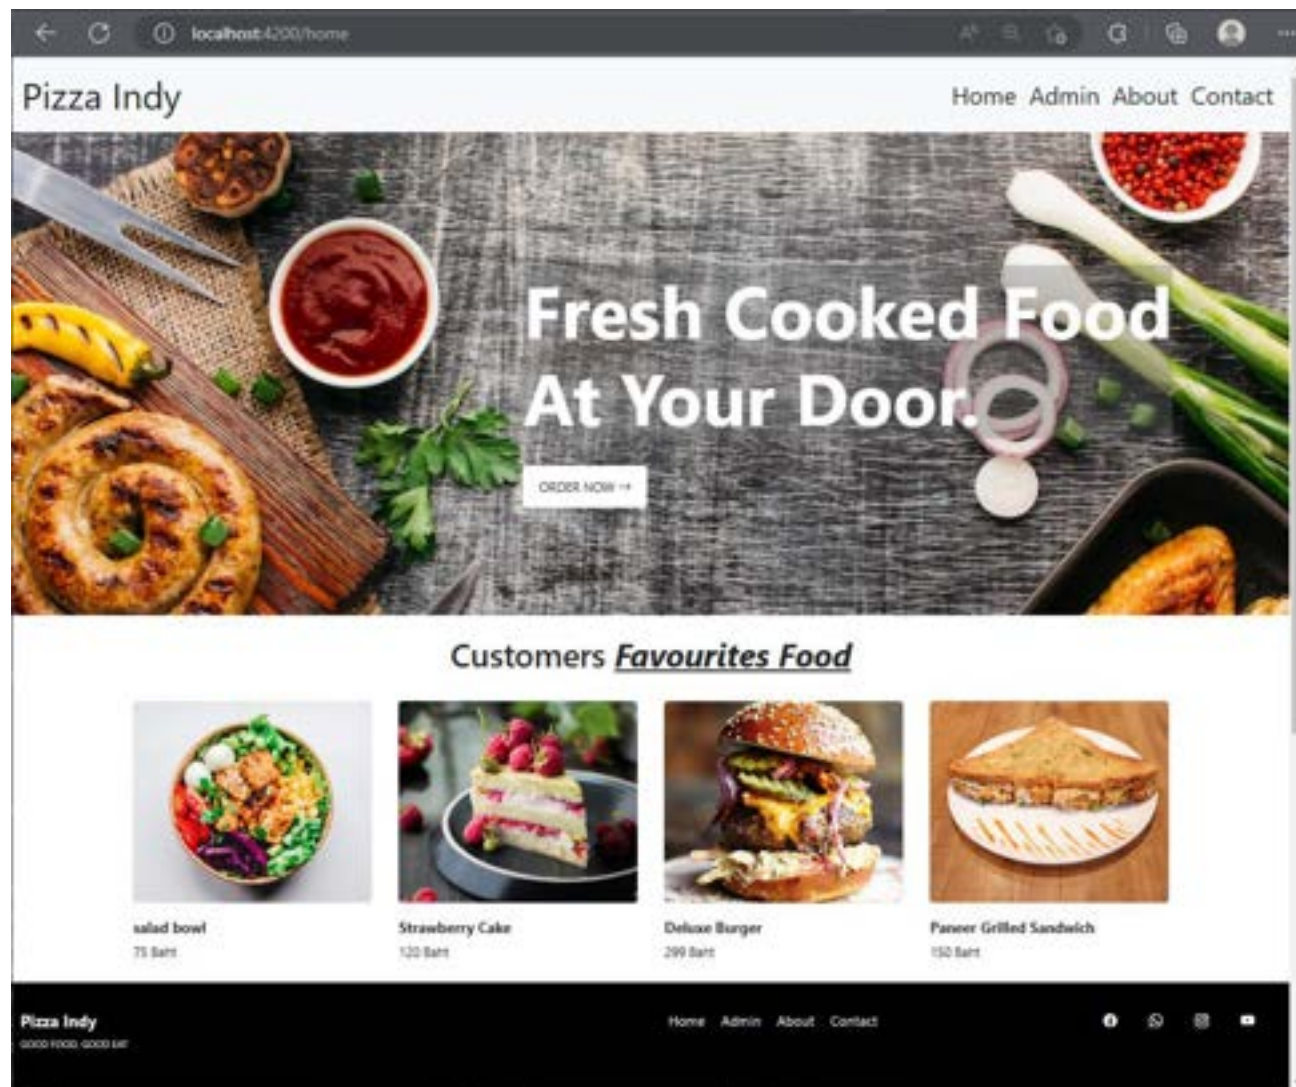 localhost:4200/home
Pizza Indy
Home Admin About Contact
Fresh Cooked Food
At Your Door.
ORDER NOW →
Customers Favourites Food
salad bowl
75 Baht
Strawberry Cake
120 Baht
Deluxe Burger
299 Baht
Paneer Grilled Sandwich
150 Baht
Pizza Indy
GOOD FOOD, GOOD EAT
Home Admin About Contact